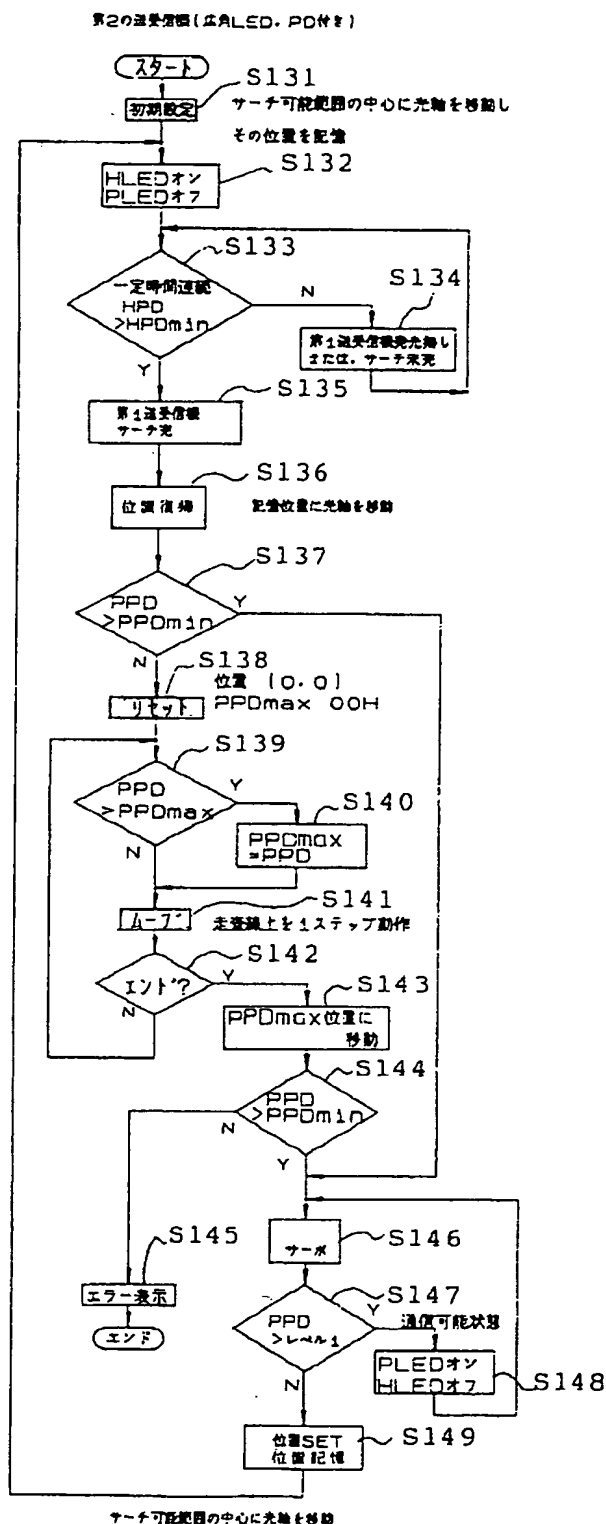 第2の送受信機(広角LED、PD付き)
スタート
S131
初期設定
サーチ可能範囲の中心に光軸を移動し
その位置を記憶
S132
HLEDオン
PLEDオフ
S133
一定時間連続
HPD
>HPDmin
N
Y
S134
第1送受信機発光無し
または、サーチ未完
S135
第1送受信機
サーチ完
S136
位置復帰
記憶位置に光軸を移動
S137
PPD
>PPDmin
Y
N
S138
リセット
位置 (0.0)
PPDmax 00H
S139
PPD
>PPDmax
Y
N
S140
PPDmax
=PPD
S141
ムーブ
走査線上を1ステップ動作
S142
エンド?
Y
N
S143
PPDmax位置に
移動
S144
PPD
>PPDmin
N
Y
S145
エラー表示
エンド
S146
サーボ
S147
PPD
>レベル1
Y
N
通信可能状態
PLEDオン
HLEDオフ
S148
位置SET
位置記憶
S149
サーチ可能範囲の中心に光軸を移動